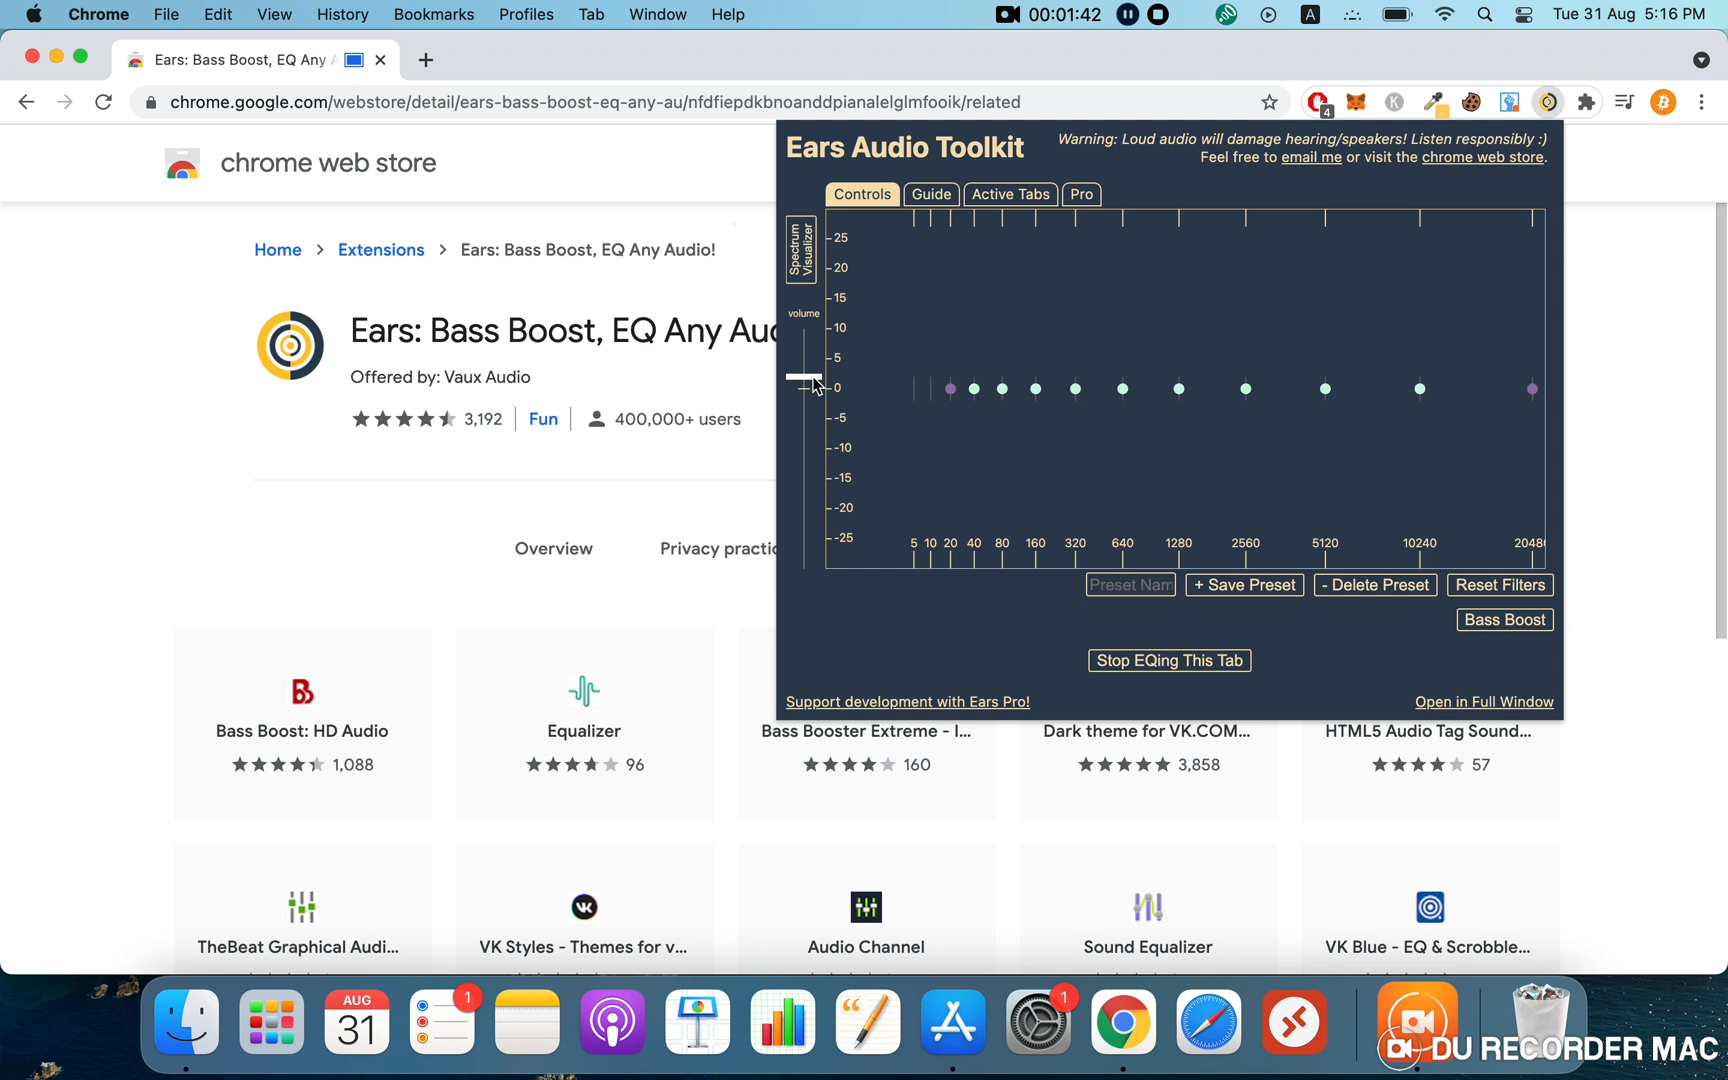 Chrome File Edit View History Bookmarks Profiles Tab Window Help 00:01:42 A Tue 31 Aug 5:16 PM
Ears: Bass Boost, EQ Any A
chrome.google.com/webstore/detail/ears-bass-boost-eq-any-au/nfdfiepdkbnoanddpianalelglmfooik/related
4 K
chrome web store
Home > Extensions > Ears: Bass Boost, EQ Any Audio!
Ears: Bass Boost, EQ Any Aud
Offered by: Vaux Audio
3,192 Fun 400,000+ users
Overview Privacy practic
Ears Audio Toolkit
Warning: Loud audio will damage hearing/speakers! Listen responsibly :)
Feel free to email me or visit the chrome web store.
Controls Guide Active Tabs Pro
Spectrum
Visualizer
volume
25
20
15
10
5
0
-5
-10
-15
-20
-25
5 10 20 40 80 160 320 640 1280 2560 5120 10240 2048
Preset Nam + Save Preset - Delete Preset Reset Filters
Bass Boost
Stop EQing This Tab
Support development with Ears Pro! Open in Full Window
Bass Boost: HD Audio Equalizer Bass Booster Extreme - I... Dark theme for VK.COM... HTML5 Audio Tag Sound...
1,088 96 160 3,858 57
TheBeat Graphical Audi... VK Styles - Themes for v... Audio Channel Sound Equalizer VK Blue - EQ & Scrobble...
AUG
31
1
1
DU RECORDER MAC